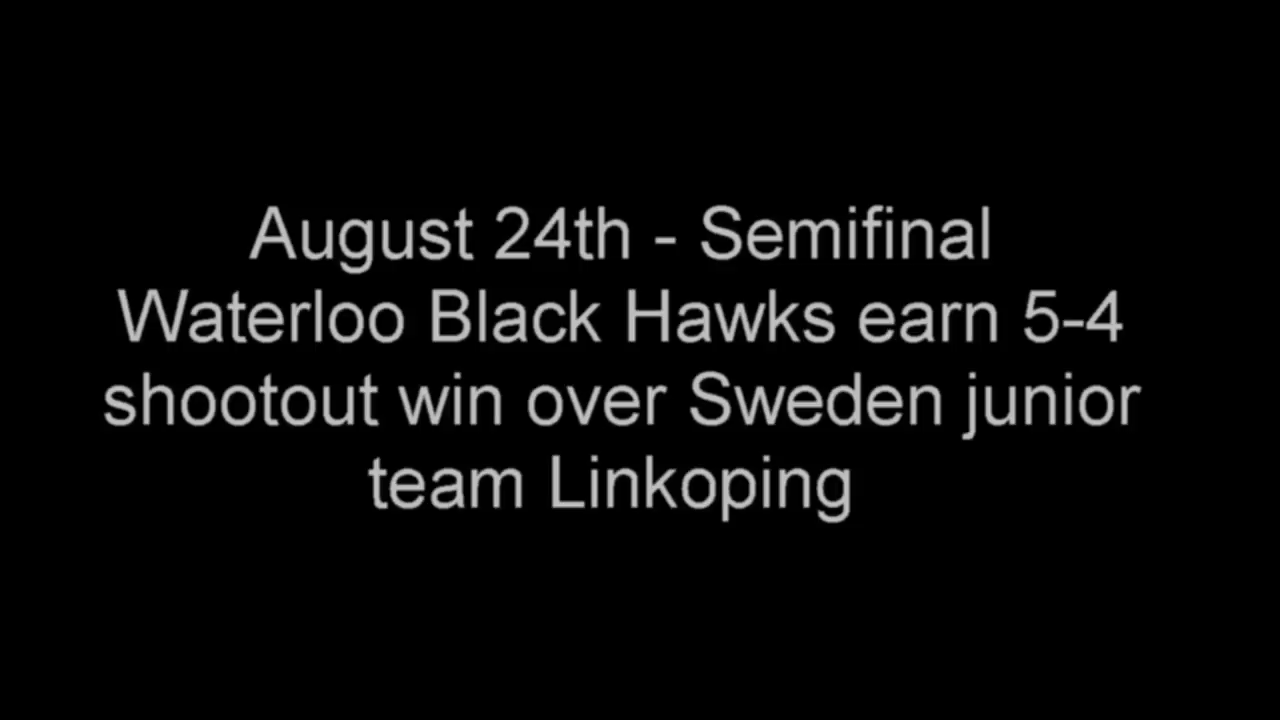 August 24th - Semifinal
Waterloo Black Hawks earn 5-4
shootout win over Sweden junior
team Linkoping